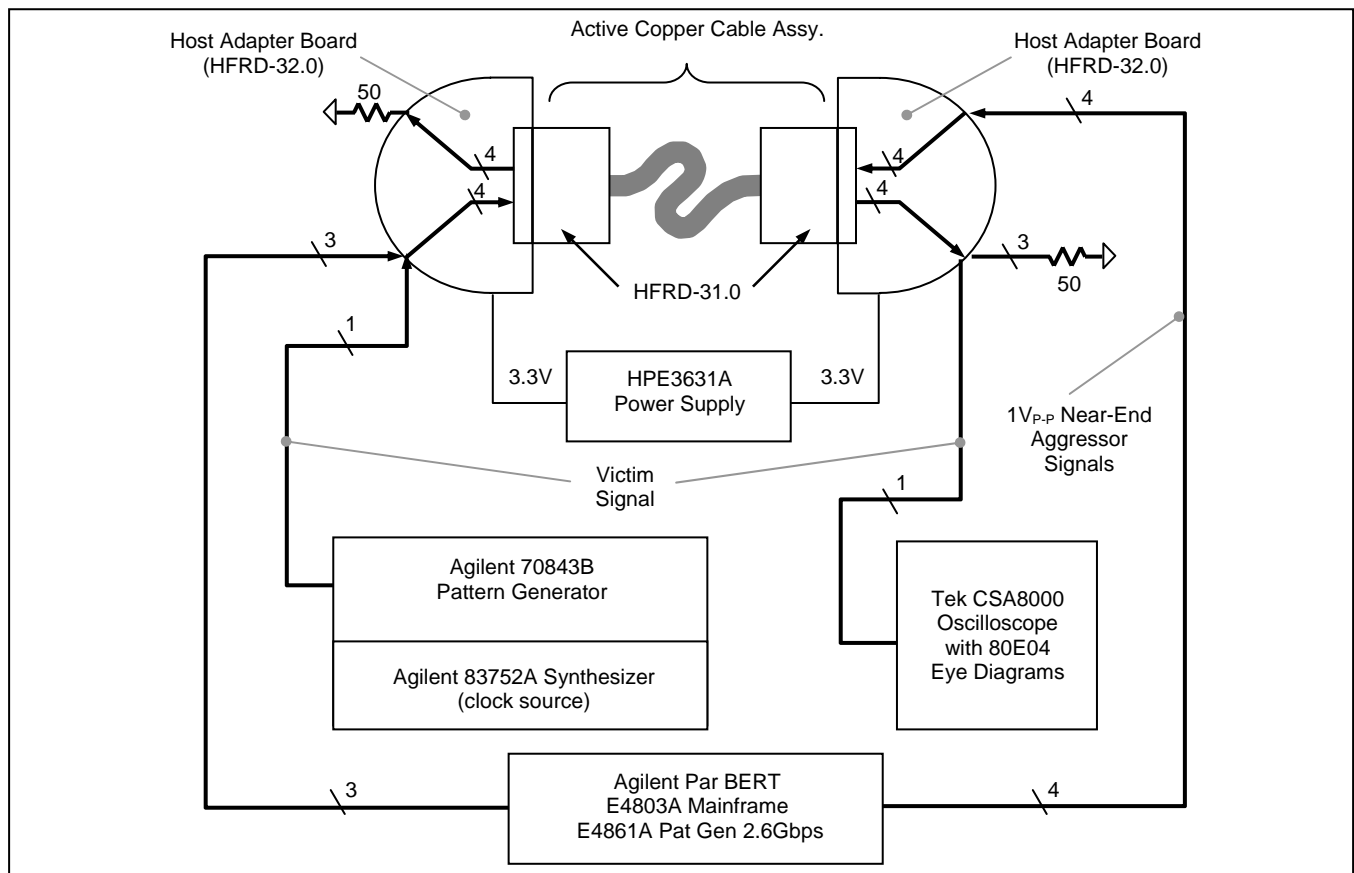 Active Copper Cable Assy.
Host Adapter Board
(HFRD-32.0)
Host Adapter Board
(HFRD-32.0)
50
4
4
4
4
4
3
3
50
HFRD-31.0
1
3.3V
HPE3631A
Power Supply
3.3V
1VP-P Near-End
Aggressor
Signals
Victim
Signal
1
Agilent 70843B
Pattern Generator
Agilent 83752A Synthesizer
(clock source)
Tek CSA8000
Oscilloscope
with 80E04
Eye Diagrams
3
Agilent Par BERT
E4803A Mainframe
E4861A Pat Gen 2.6Gbps
4